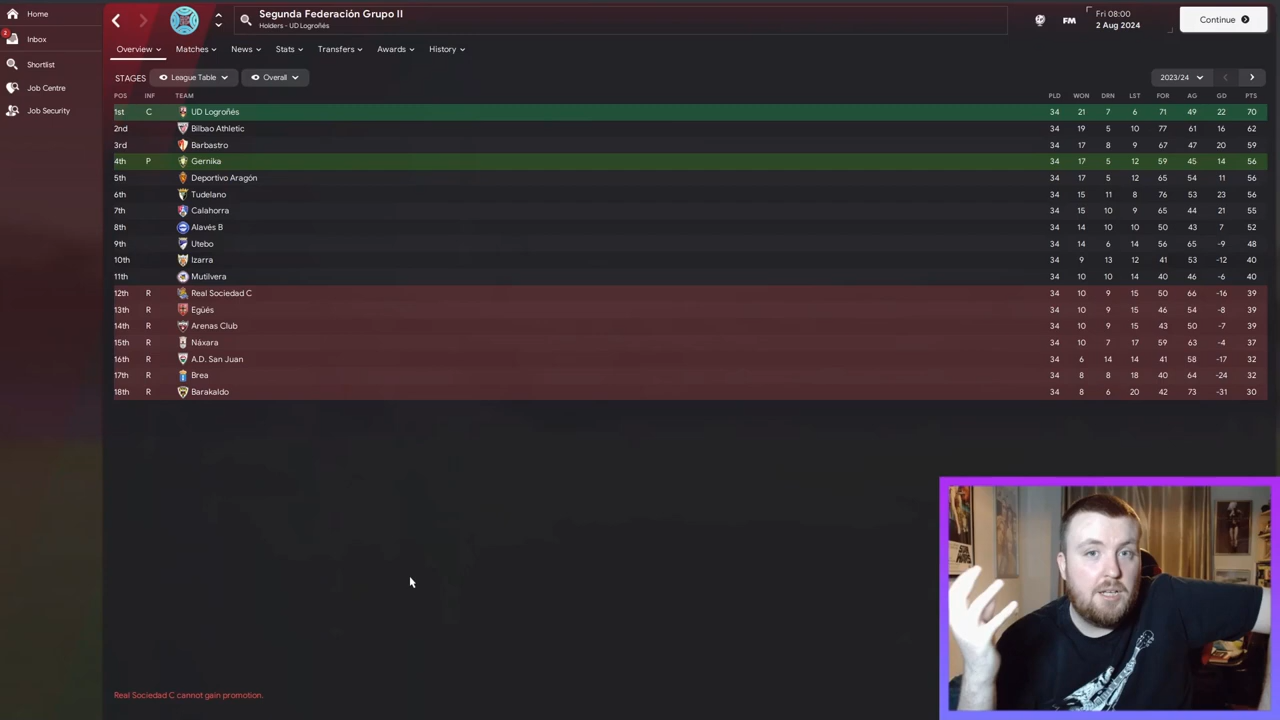 Home
Segunda Federación Grupo II
Holders - UD Logroñés
FM
Fri 08:00
2 Aug 2024
Continue
2
Inbox
Shortlist
Job Centre
Job Security
Overview Matches News Stats Transfers Awards History
STAGES League Table Overall 2023/24
POS INF TEAM PLD WON DRN LST FOR AG GD PTS
1st C UD Logroñés 34 21 7 6 71 49 22 70
2nd Bilbao Athletic 34 19 5 10 77 61 16 62
3rd Barbastro 34 17 8 9 67 47 20 59
4th P Gernika 34 17 5 12 59 45 14 56
5th Deportivo Aragón 34 17 5 12 65 54 11 56
6th Tudelano 34 15 11 8 76 53 23 56
7th Calahorra 34 15 10 9 65 44 21 55
8th Alavés B 34 14 10 10 50 43 7 52
9th Utebo 34 14 6 14 56 65 -9 48
10th Izarra 34 9 13 12 41 53 -12 40
11th Mutilvera 34 10 10 14 40 46 -6 40
12th R Real Sociedad C 34 10 9 15 50 66 -16 39
13th R Egüés 34 10 9 15 46 54 -8 39
14th R Arenas Club 34 10 9 15 43 50 -7 39
15th R Náxara 34 10 7 17 59 63 -4 37
16th R A.D. San Juan 34 6 14 14 41 58 -17 32
17th R Brea 34 8 8 18 40 64 -24 32
18th R Barakaldo 34 8 6 20 42 73 -31 30
Real Sociedad C cannot gain promotion.